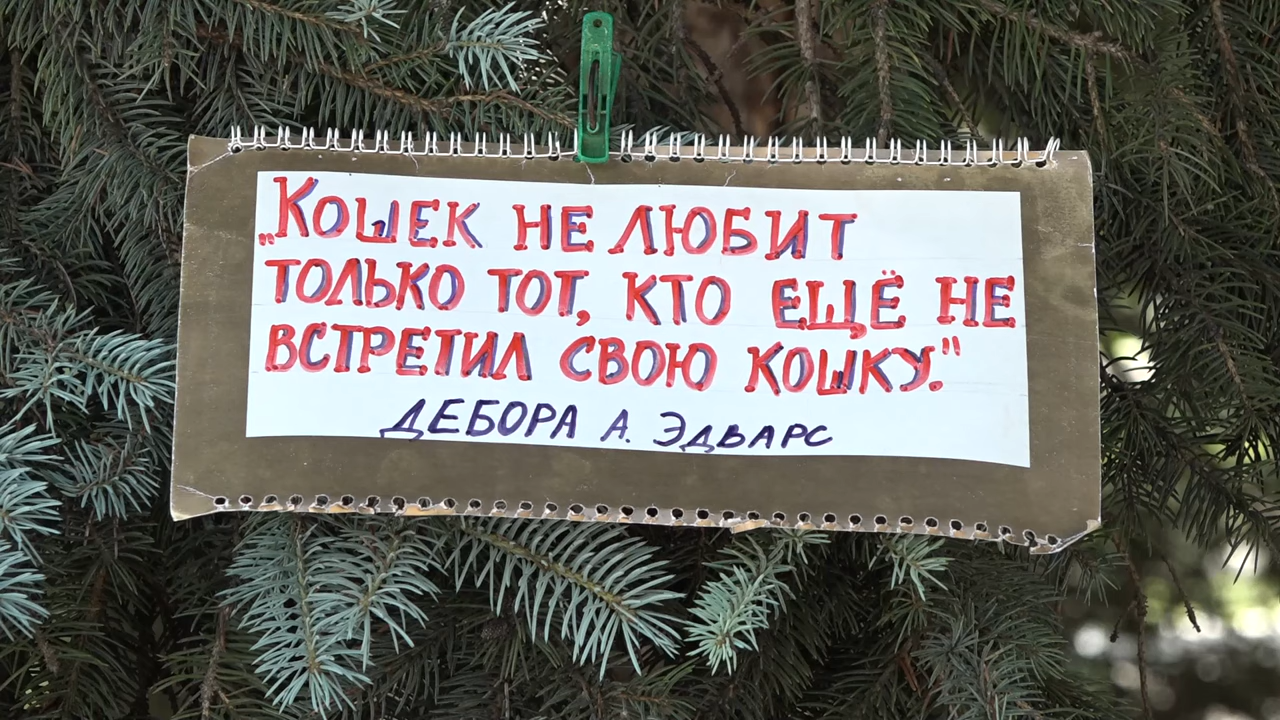 „Кошек не любит
только тот, кто ещё не
встретил свою кошку."
Дебора А. Эдварс